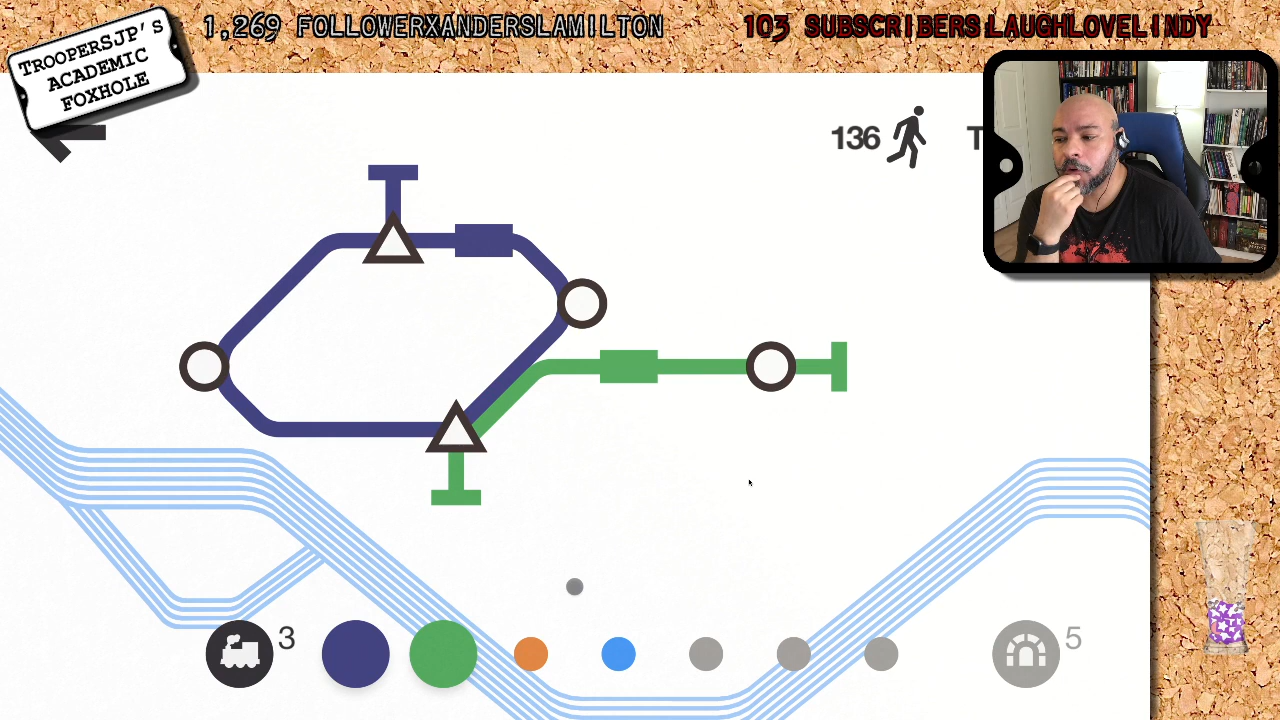 TROOPERSJP'S
ACADEMIC
FOXHOLE
1,269 FOLLOWERXANDERSLAMILTON
103 SUBSCRIBERS:LAUGHLOVELINDY
136
T
3
5